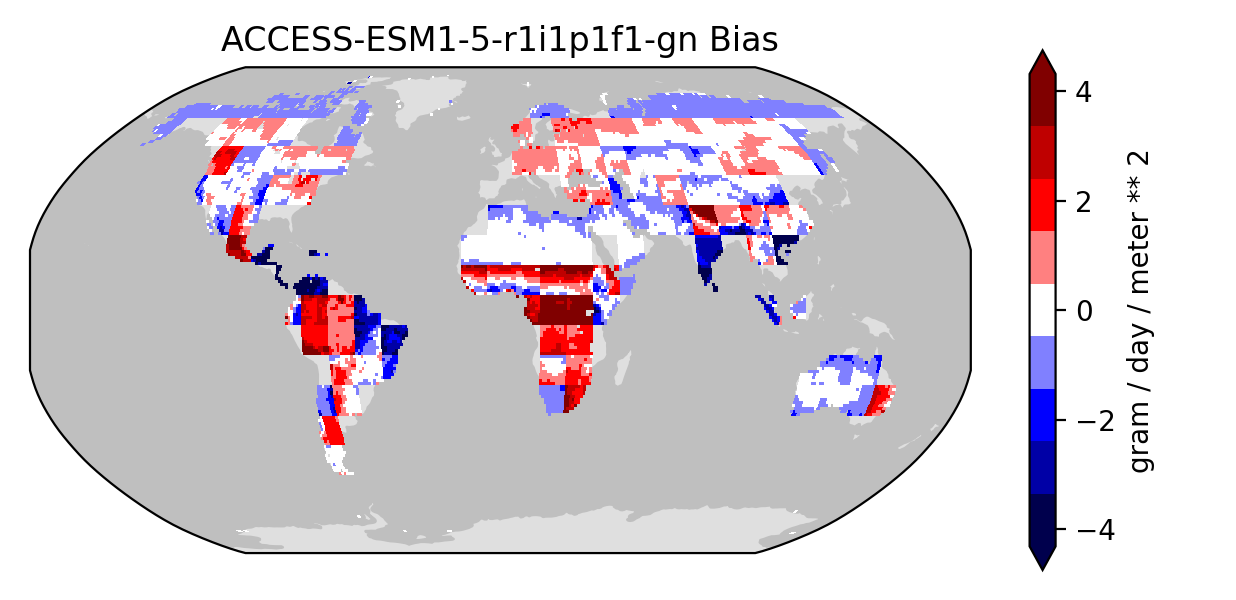 ACCESS-ESM1-5-r1i1p1f1-gn Bias
4
2
0
−2
−4
gram / day / meter ** 2